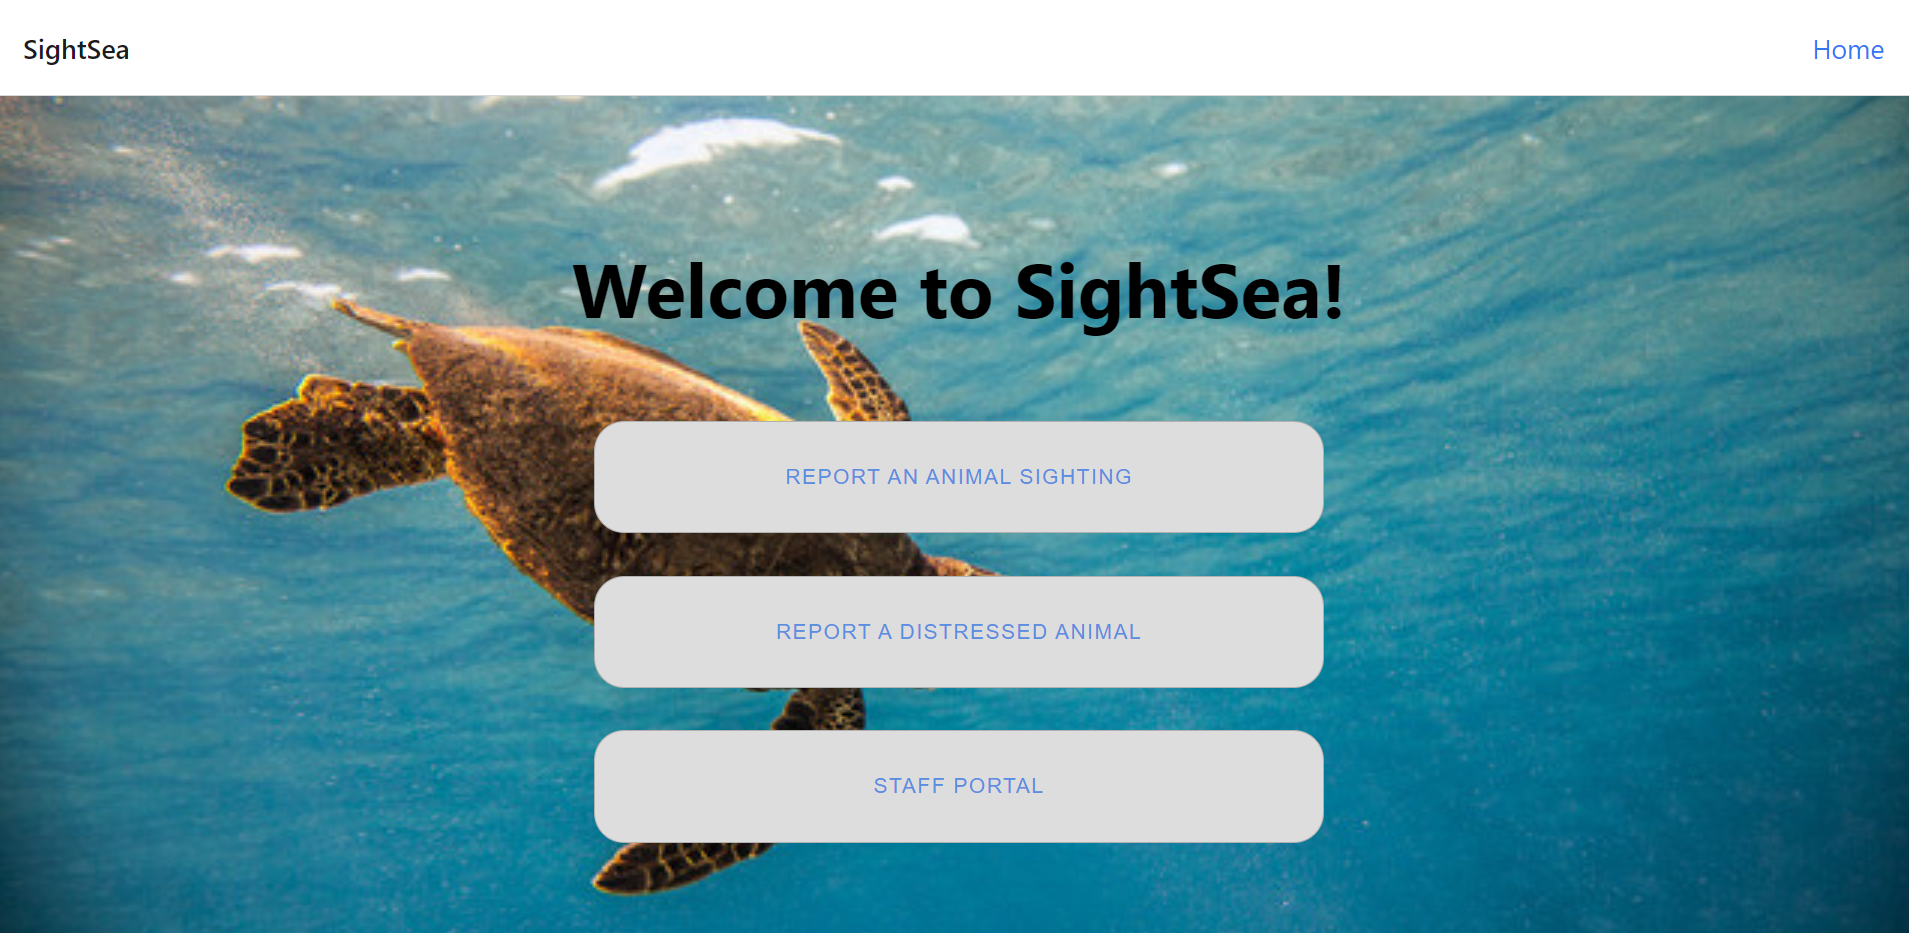 SightSea
Home
Welcome to SightSea!
REPORT AN ANIMAL SIGHTING
REPORT A DISTRESSED ANIMAL
STAFF PORTAL